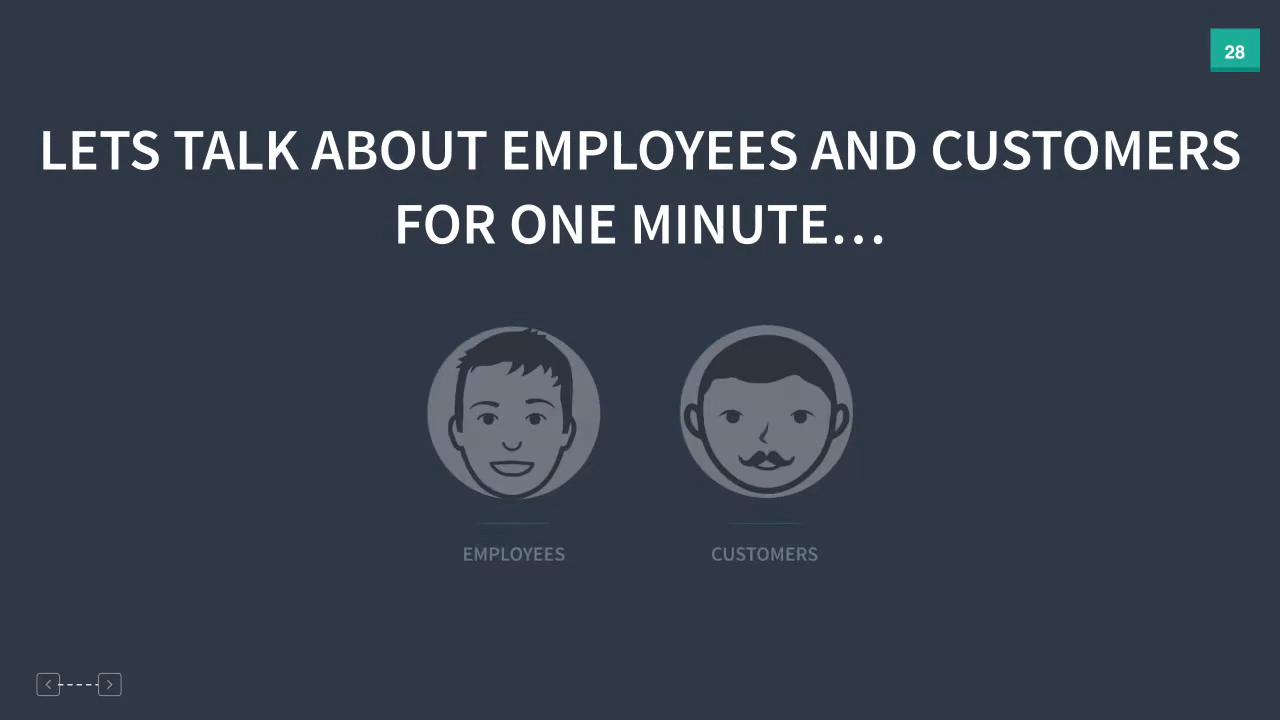 28
LETS TALK ABOUT EMPLOYEES AND CUSTOMERS
FOR ONE MINUTE...
EMPLOYEES
CUSTOMERS